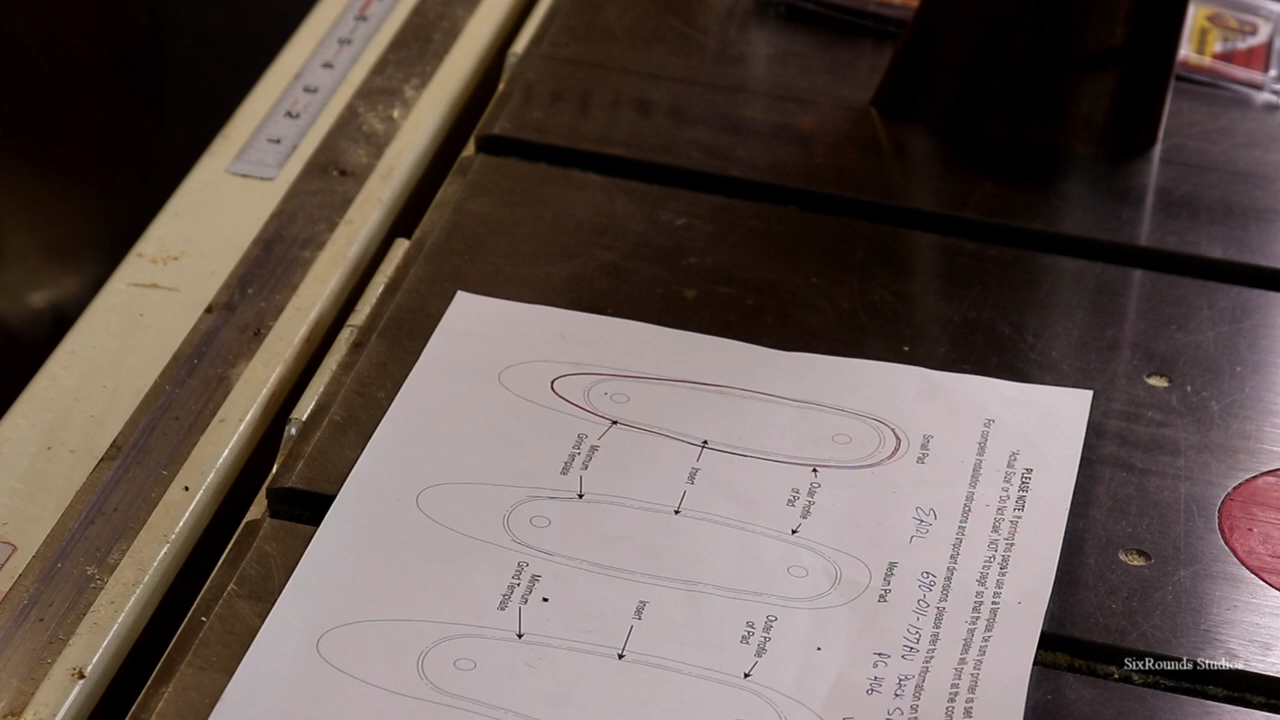 PLEASE NOTE: If printing this page to use as a template, be sure your printer is set
"Actual Size" or "Do Not Scale", NOT "Fit to page" so that the templates will print at the
For complete installation instructions and important dimensions, please refer to the information on
Small Pad
Outer Profile
of Pad
Insert
Minimum
Grind Template
EARL 690-011-157AU BACK
PG 406
Medium Pad
Outer Profile
of Pad
Insert
Minimum
Grind Template
5 4 3 2 1
SixRounds Studios